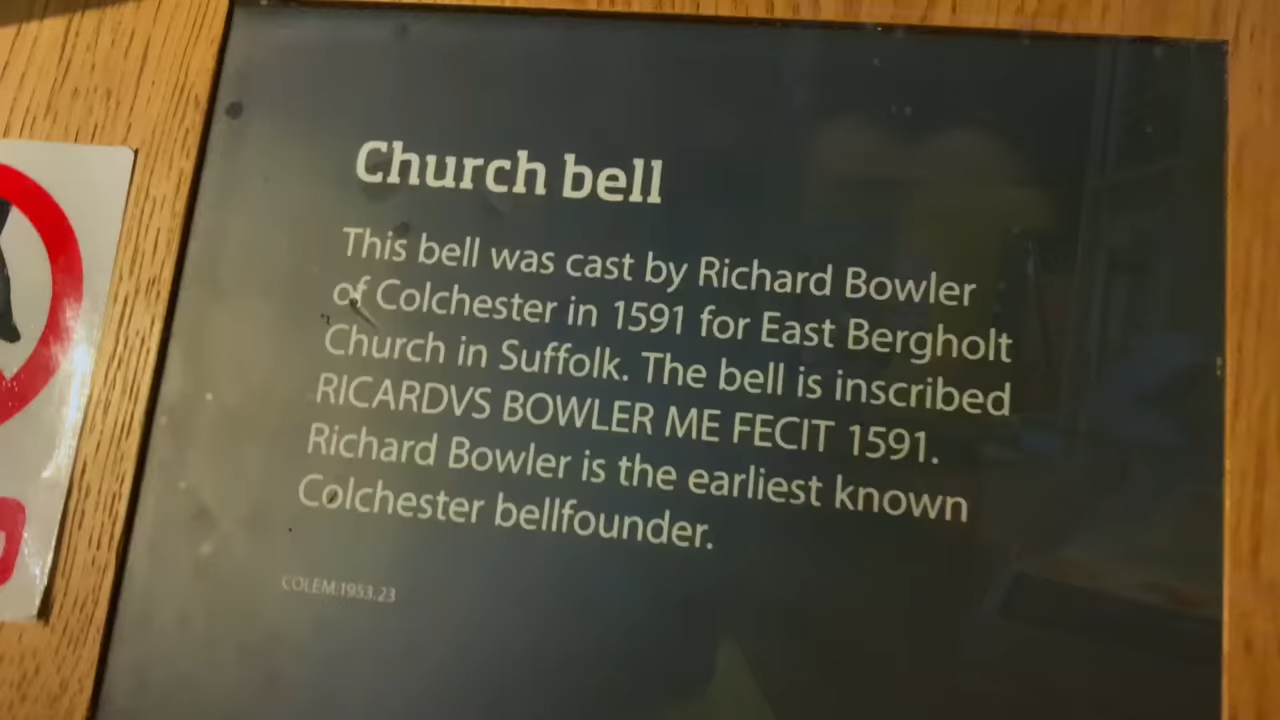 Church bell
This bell was cast by Richard Bowler
of Colchester in 1591 for East Bergholt
Church in Suffolk. The bell is inscribed
RICARDVS BOWLER ME FECIT 1591.
Richard Bowler is the earliest known
Colchester bellfounder.
COLEM:1953.23